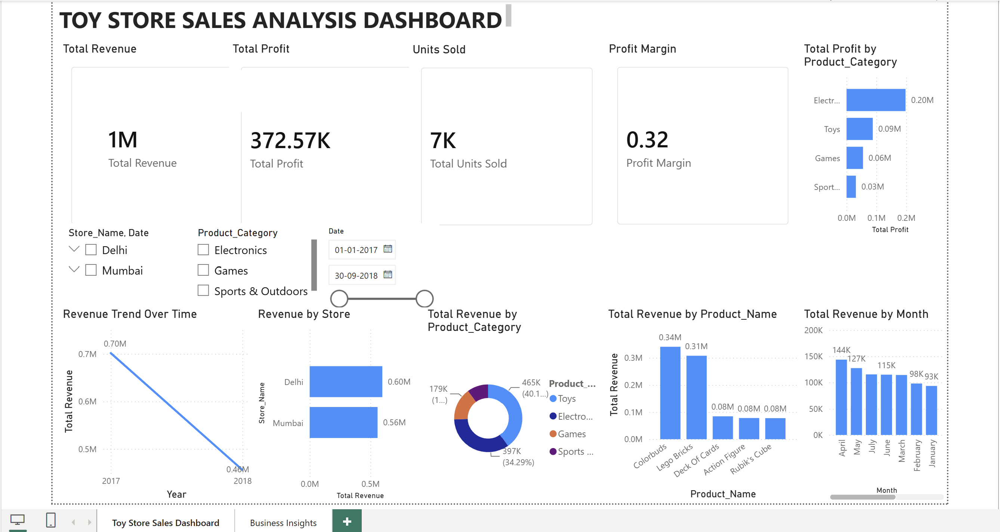 TOY STORE SALES ANALYSIS DASHBOARD
Total Revenue
1M
Total Revenue
Total Profit
372.57K
Total Profit
Units Sold
7K
Total Units Sold
Profit Margin
0.32
Profit Margin
Total Profit by
Product_Category
Electr...
0.20M
Toys
0.09M
Games
0.06M
Sport...
0.03M
0.0M 0.1M 0.2M
Total Profit
Store_Name, Date
Delhi
Mumbai
Product_Category
Electronics
Games
Sports & Outdoors
Date
01-01-2017
30-09-2018
Revenue Trend Over Time
Total Revenue
0.7M
0.6M
0.5M
0.70M
0.46M
2017 2018
Year
Revenue by Store
Store_Name
Delhi
0.60M
Mumbai
0.56M
0.0M 0.5M
Total Revenue
Total Revenue by
Product_Category
465K
(40.1...)
179K
(1...)
397K
(34.29%)
Product_...
Toys
Electro...
Games
Sports ...
Total Revenue by Product_Name
Total Revenue
0.3M
0.2M
0.1M
0.0M
0.34M
0.31M
0.08M 0.08M 0.08M
Colorbuds
Lego Bricks
Deck Of Cards
Action Figure
Rubik's Cube
Product_Name
Total Revenue by Month
200K
150K
100K
50K
0K
144K
127K
115K
98K
93K
April
May
July
June
March
February
January
Month
Toy Store Sales Dashboard
Business Insights
+